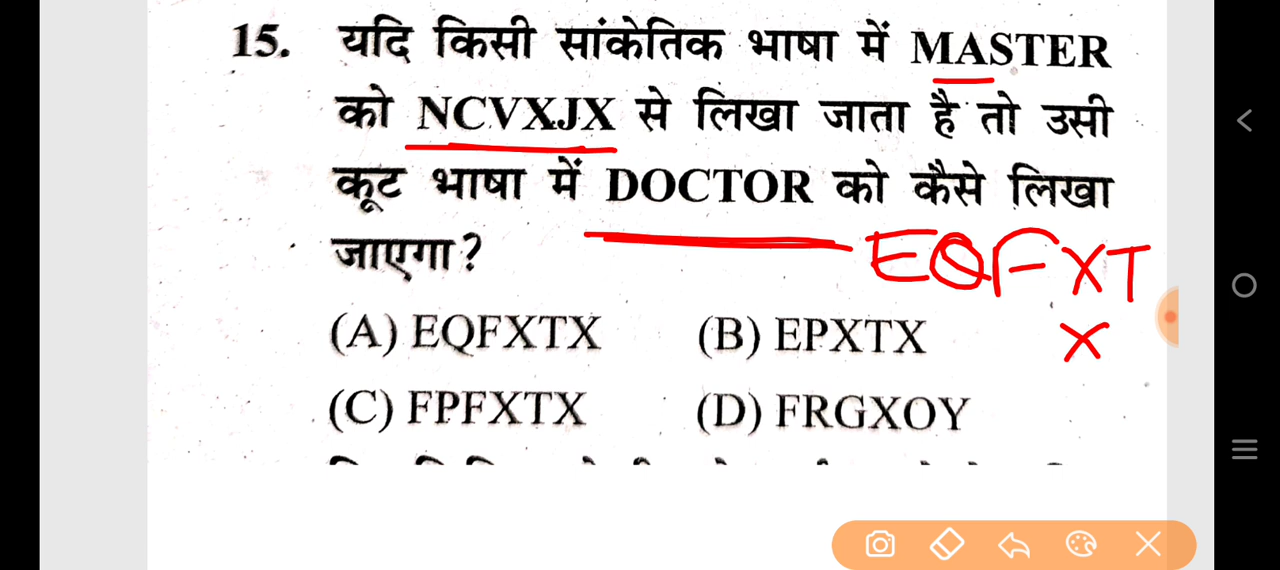 15. यदि किसी सांकेतिक भाषा में MASTER
को NCVXJX से लिखा जाता है तो उसी
कूट भाषा में DOCTOR को कैसे लिखा
जाएगा?
EQFXT
X
(A) EQFXTX (B) EPXTX
(C) FPFXTX (D) FRGXOY